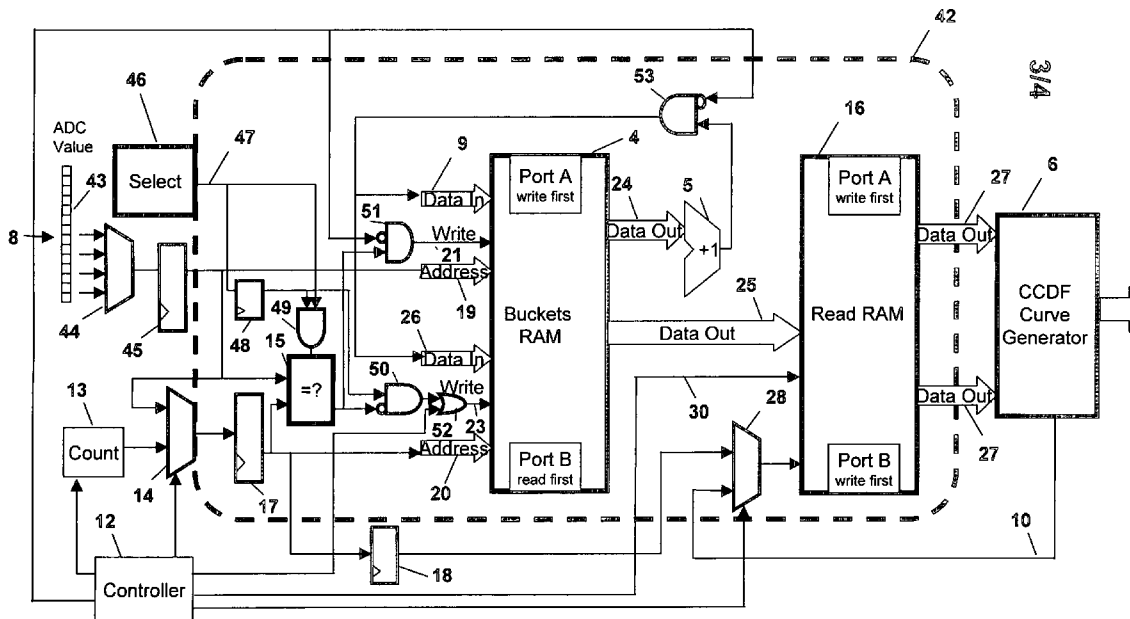 42
3/4
46
53
ADC
Value
47
9
4
16
43
Select
Port A
write first
Port A
write first
24
5
27
6
Data In
51
Data Out
+1
Data Out
8
Write
21
Address
19
25
CCDF
Curve
Generator
44
45
48
49
26
Buckets
RAM
Data Out
Read RAM
15
Data In
50
=?
Write
13
28
30
Data Out
Count
52
23
27
Address
14
17
20
Port B
read first
Port B
write first
12
10
Controller
18